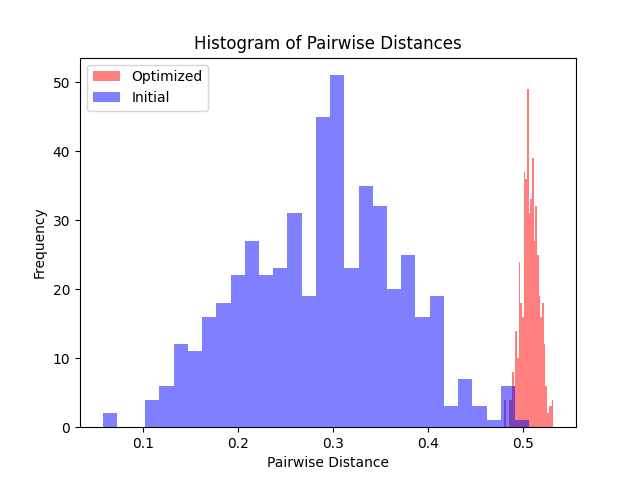 Histogram of Pairwise Distances
Optimized
Initial
Frequency
50
40
30
20
10
0
0.1 0.2 0.3 0.4 0.5
Pairwise Distance